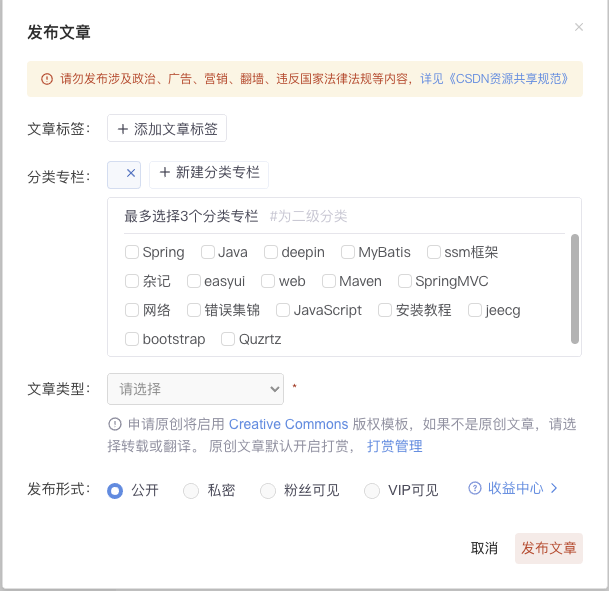 发布文章
请勿发布涉及政治、广告、营销、翻墙、违反国家法律法规等内容，详见《CSDN资源共享规范》
文章标签： + 添加文章标签
分类专栏： × + 新建分类专栏
最多选择3个分类专栏 #为二级分类
Spring Java deepin MyBatis ssm框架
杂记 easyui web Maven SpringMVC
网络 错误集锦 JavaScript 安装教程 jeecg
bootstrap Quzrtz
文章类型： 请选择 *
申请原创将启用 Creative Commons 版权模板，如果不是原创文章，请选
择转载或翻译。 原创文章默认开启打赏， 打赏管理
发布形式： 公开 私密 粉丝可见 VIP可见 收益中心
取消 发布文章